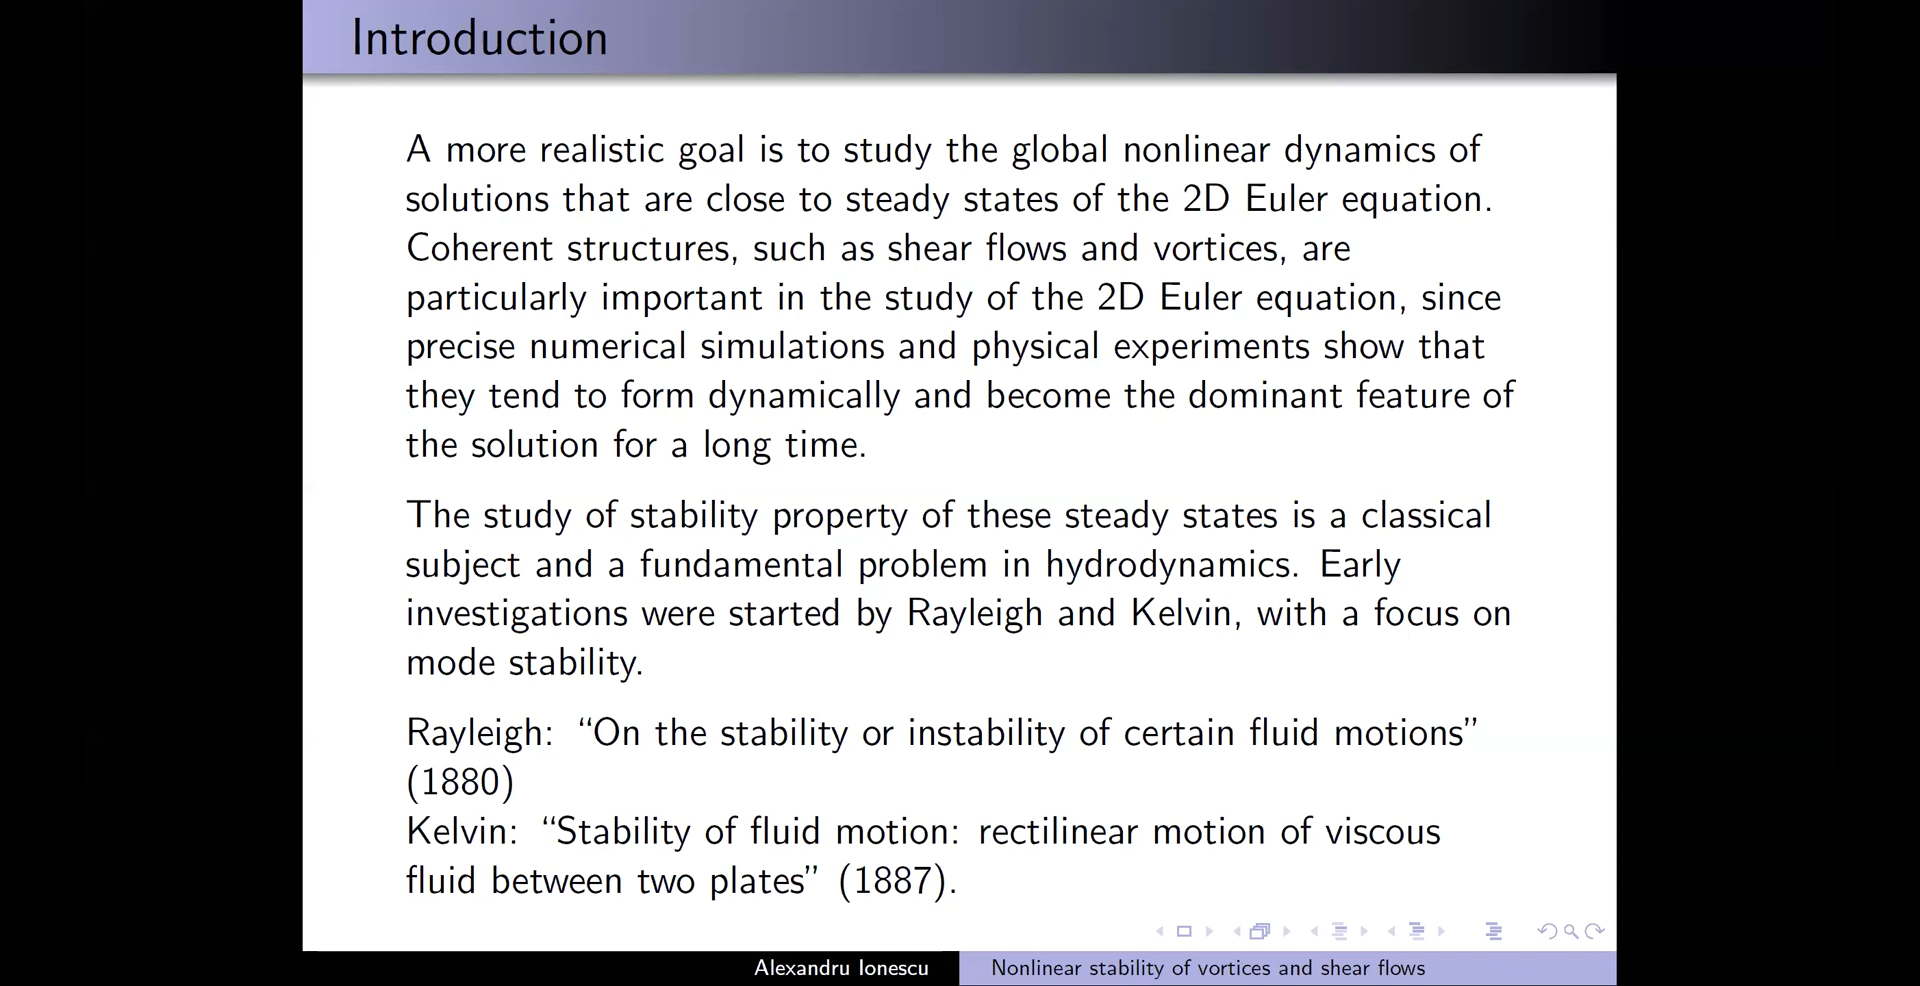 Introduction
A more realistic goal is to study the global nonlinear dynamics of
solutions that are close to steady states of the 2D Euler equation.
Coherent structures, such as shear flows and vortices, are
particularly important in the study of the 2D Euler equation, since
precise numerical simulations and physical experiments show that
they tend to form dynamically and become the dominant feature of
the solution for a long time.
The study of stability property of these steady states is a classical
subject and a fundamental problem in hydrodynamics. Early
investigations were started by Rayleigh and Kelvin, with a focus on
mode stability.
Rayleigh: “On the stability or instability of certain fluid motions”
(1880)
Kelvin: “Stability of fluid motion: rectilinear motion of viscous
fluid between two plates” (1887).
Alexandru Ionescu
Nonlinear stability of vortices and shear flows